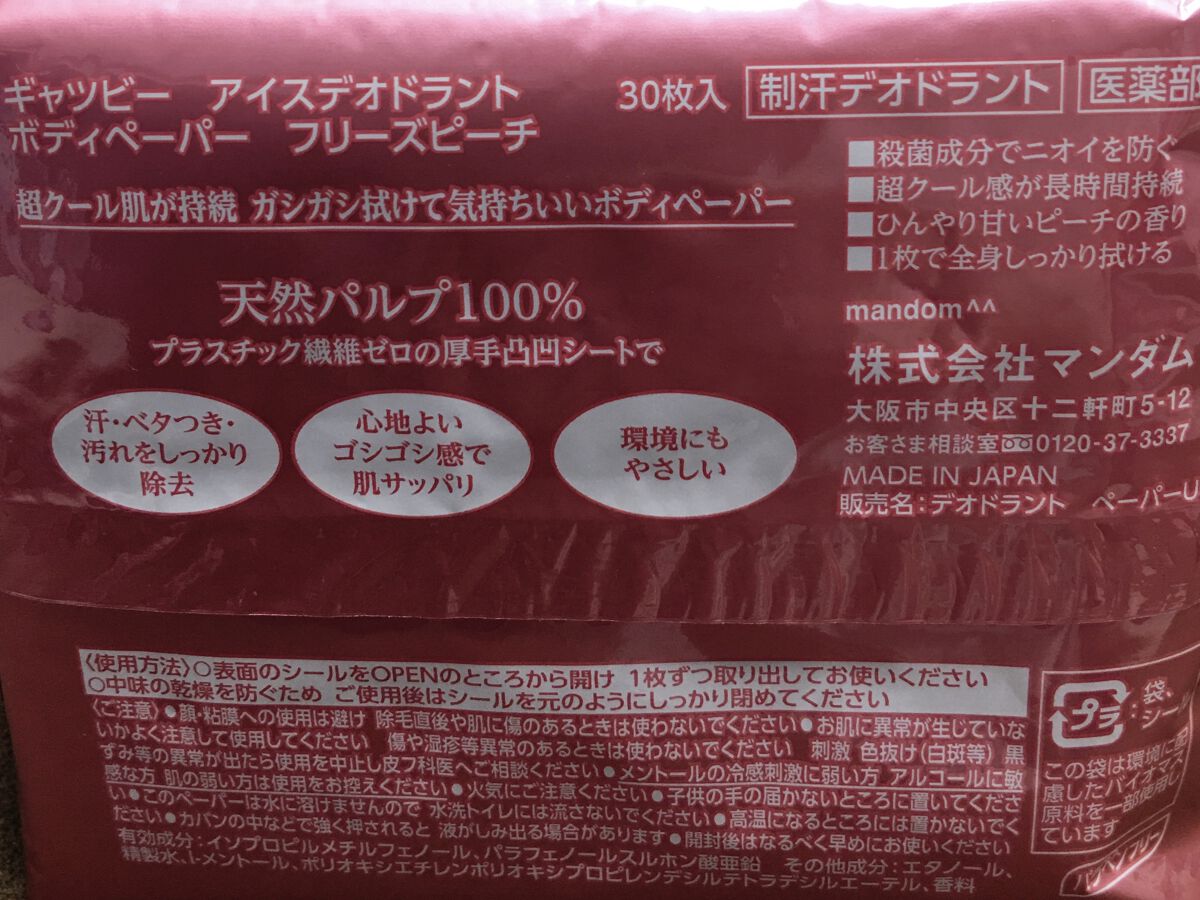 ギャツビー アイスデオドラント
ボディペーパー フリーズピーチ
30枚入
制汗デオドラント
医薬部
超クール肌が持続 ガシガシ拭けて気持ちいいボディペーパー
天然パルプ100%
プラスチック繊維ゼロの厚手凸凹シートで
汗・ベタつき・
汚れをしっかり
除去
心地よい
ゴシゴシ感で
肌サッパリ
環境にも
やさしい
■殺菌成分でニオイを防ぐ
■超クール感が長時間持続
■ひんやり甘いピーチの香り
■1枚で全身しっかり拭ける
mandom^^
株式会社マンダム
大阪市中央区十二軒町5-12
お客さま相談室 0120-37-3337
MADE IN JAPAN
販売名：デオドラント ペーパーU
〈使用方法〉○表面のシールをOPENのところから開け 1枚ずつ取り出してお使いください
○中味の乾燥を防ぐため ご使用後はシールを元のようにしっかり閉めてください
〈ご注意〉●顔・粘膜への使用は避け 除毛直後や肌に傷のあるときは使わないでください●お肌に異常が生じていな
いかよく注意して使用してください 傷や湿疹等異常のあるときは使わないでください 刺激 色抜け(白斑等) 黒
ずみ等の異常が出たら使用を中止し皮フ科医へご相談ください●メントールの冷感刺激に弱い方 アルコールに敏
感な方 肌の弱い方は使用をお控えください●火気にご注意ください●子供の手の届かないところに置いてくださ
い●このペーパーは水に溶けませんので 水洗トイレには流さないでください●高温になるところには置かないでく
ださい●カバンの中などで強く押されると 液がしみ出る場合があります●開封後はなるべく早めにお使いください
有効成分：イソプロピルメチルフェノール、パラフェノールスルホン酸亜鉛 その他成分：エタノール、
精製水、l-メントール、ポリオキシエチレンポリオキシプロピレンデシルテトラデシルエーテル、香料
プラ
：袋、
シール
この袋は環境に配
慮したバイオマス
原料を一部使用し
ています
パラベンフリー